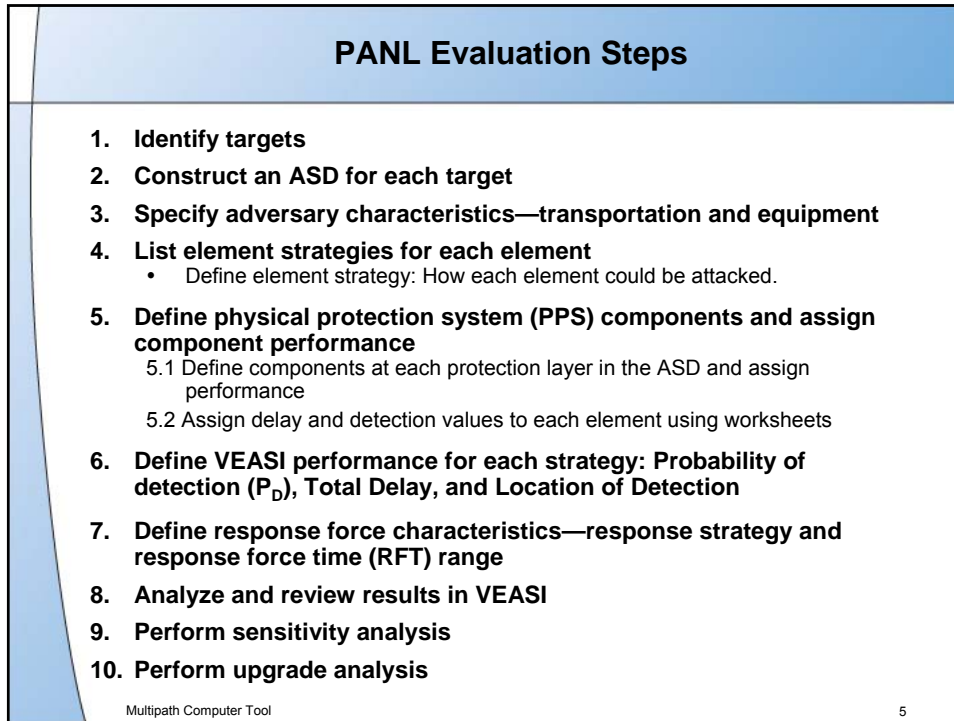 PANL Evaluation Steps
1. Identify targets
2. Construct an ASD for each target
3. Specify adversary characteristics—transportation and equipment
4. List element strategies for each element
• Define element strategy: How each element could be attacked.
5. Define physical protection system (PPS) components and assign
component performance
5.1 Define components at each protection layer in the ASD and assign
performance
5.2 Assign delay and detection values to each element using worksheets
6. Define VEASI performance for each strategy: Probability of
detection (PD), Total Delay, and Location of Detection
7. Define response force characteristics—response strategy and
response force time (RFT) range
8. Analyze and review results in VEASI
9. Perform sensitivity analysis
10. Perform upgrade analysis
Multipath Computer Tool 5